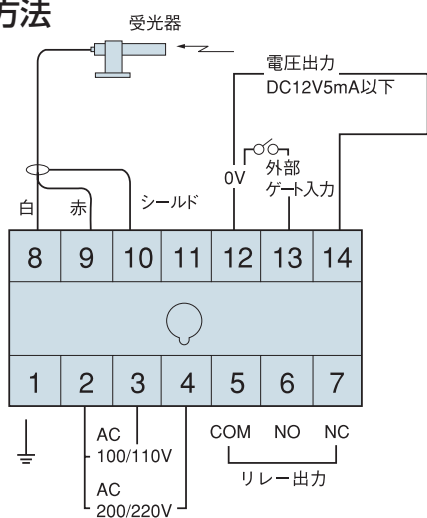 方法
受光器
電圧出力
DC12V5mA以下
0V
外部
ゲート入力
白
赤
シールド
8 9 10 11 12 13 14
1 2 3 4 5 6 7
AC
100/110V
AC
200/220V
COM NO NC
リレー出力